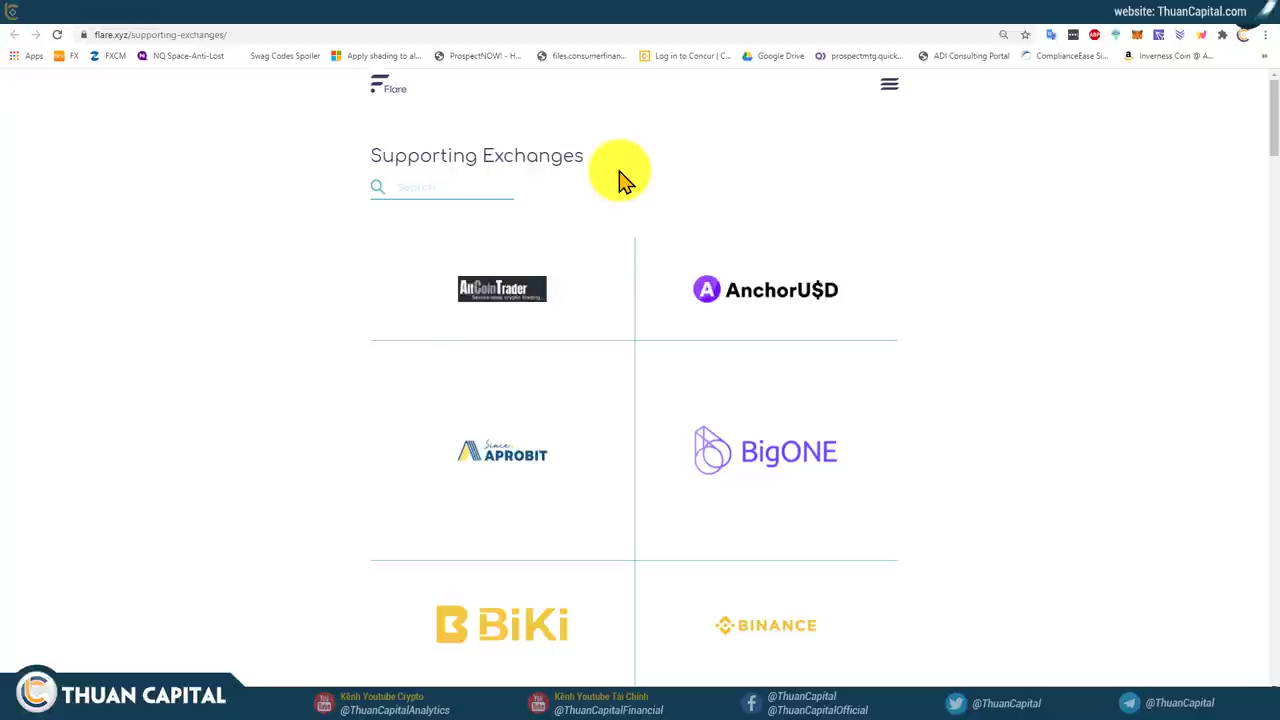 website: ThuanCapital.com
flare.xyz/supporting-exchanges/
Apps
FX
FXCM
NQ Space-Anti-Lost
Swag Codes Spoiler
Apply shading to al...
ProspectNOW! - H...
files.consumerfinan...
Log in to Concur | C...
Google Drive
prospectmtg.quick...
ADI Consulting Portal
ComplianceEase Si...
Inverness Coin @ A...
»
Flare
Supporting Exchanges
Search
AltCoinTrader
AnchorU$D
Since
APROBIT
BigONE
BiKi
BINANCE
THUAN CAPITAL
Kênh Youtube Crypto
@ThuanCapitalAnalytics
Kênh Youtube Tài Chính
@ThuanCapitalFinancial
@ThuanCapital
@ThuanCapitalOfficial
@ThuanCapital
@ThuanCapital